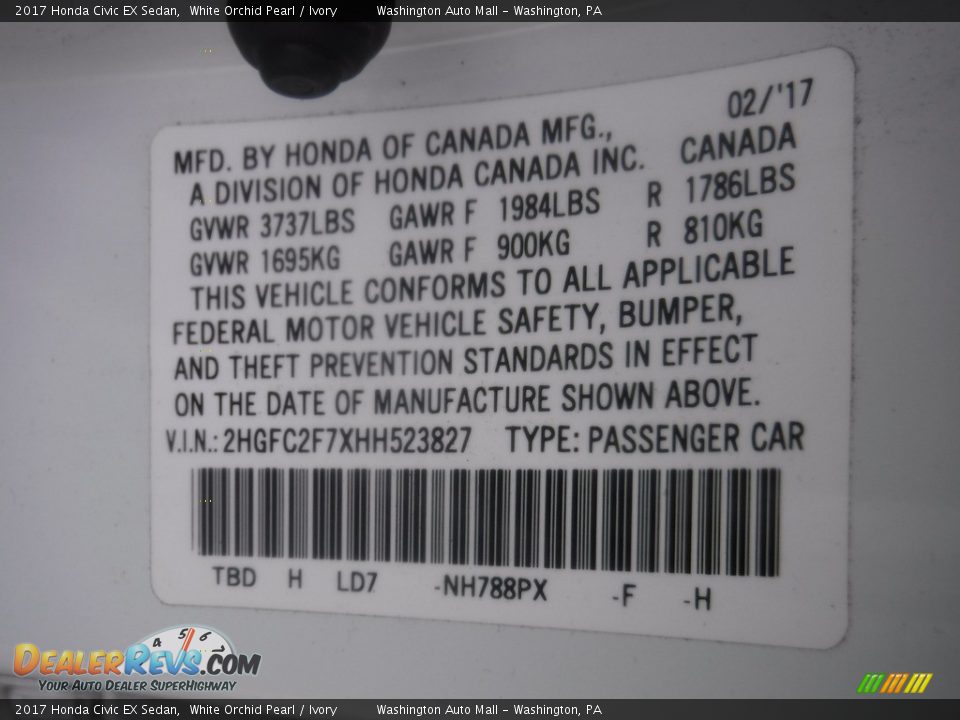 2017 Honda Civic EX Sedan,  White Orchid Pearl / Ivory     Washington Auto Mall - Washington, PA
02/'17
MFD. BY HONDA OF CANADA MFG.,
A DIVISION OF HONDA CANADA INC. CANADA
GVWR 3737LBS GAWR F 1984LBS R 1786LBS
GVWR 1695KG GAWR F 900KG R 810KG
THIS VEHICLE CONFORMS TO ALL APPLICABLE
FEDERAL MOTOR VEHICLE SAFETY, BUMPER,
AND THEFT PREVENTION STANDARDS IN EFFECT
ON THE DATE OF MANUFACTURE SHOWN ABOVE.
V.I.N.: 2HGFC2F7XHH523827 TYPE: PASSENGER CAR
TBD H LD7 -NH788PX -F -H
4 5 6
DEALERREVS.COM
YOUR AUTO DEALER SUPERHIGHWAY
2017 Honda Civic EX Sedan,  White Orchid Pearl / Ivory     Washington Auto Mall - Washington, PA